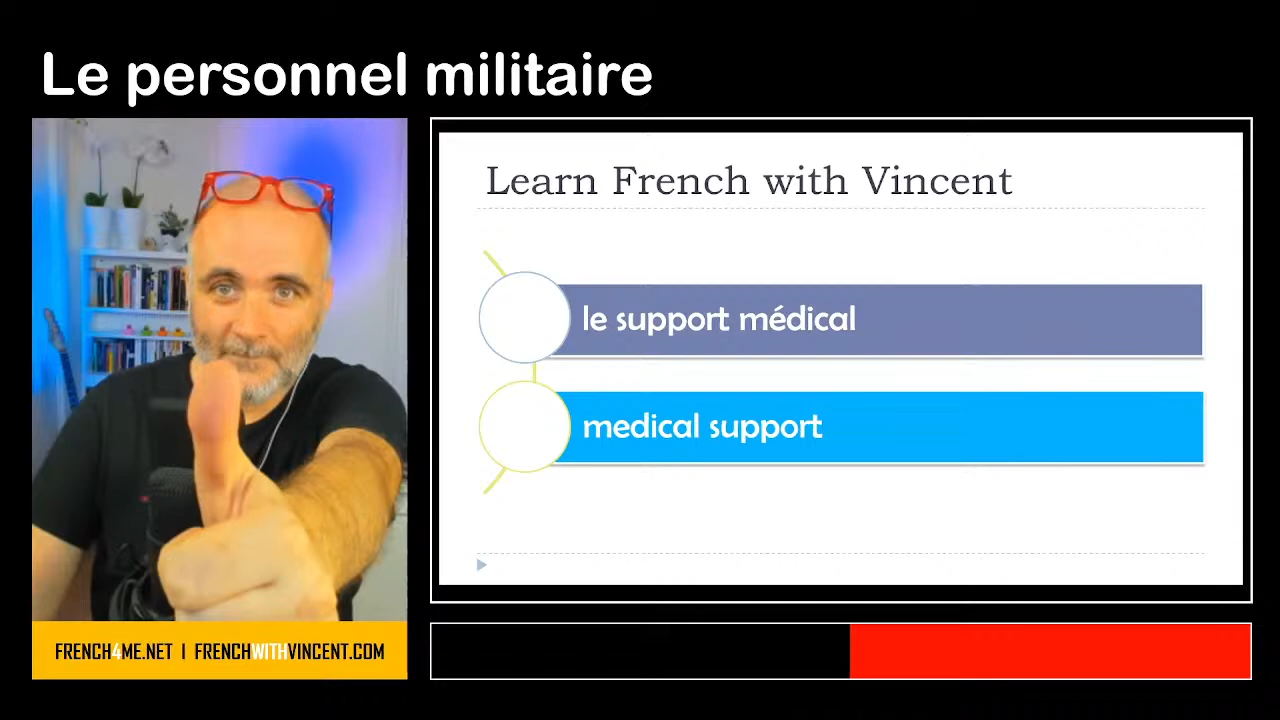 Le personnel militaire
Learn French with Vincent
le support médical
medical support
FRENCH4ME.NET I FRENCHWITHVINCENT.COM